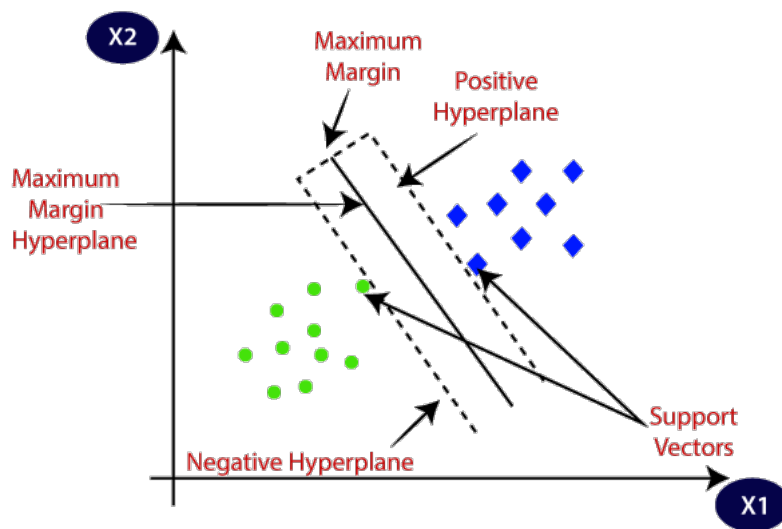 X2
Maximum
Margin
Positive
Hyperplane
Maximum
Margin
Hyperplane
Support
Vectors
Negative Hyperplane
X1